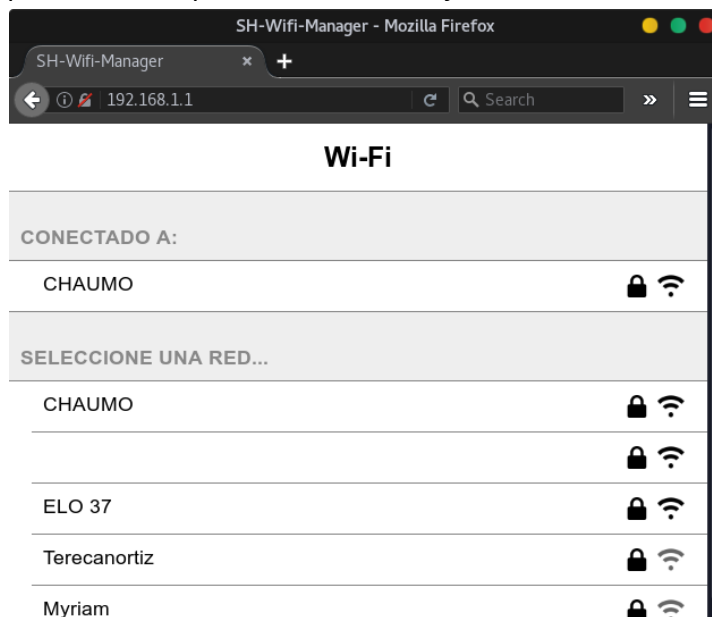 SH-Wifi-Manager - Mozilla Firefox
SH-Wifi-Manager
192.168.1.1
Search
Wi-Fi
CONECTADO A:
CHAUMO
SELECCIONE UNA RED...
CHAUMO
ELO 37
Terecanortiz
Myriam